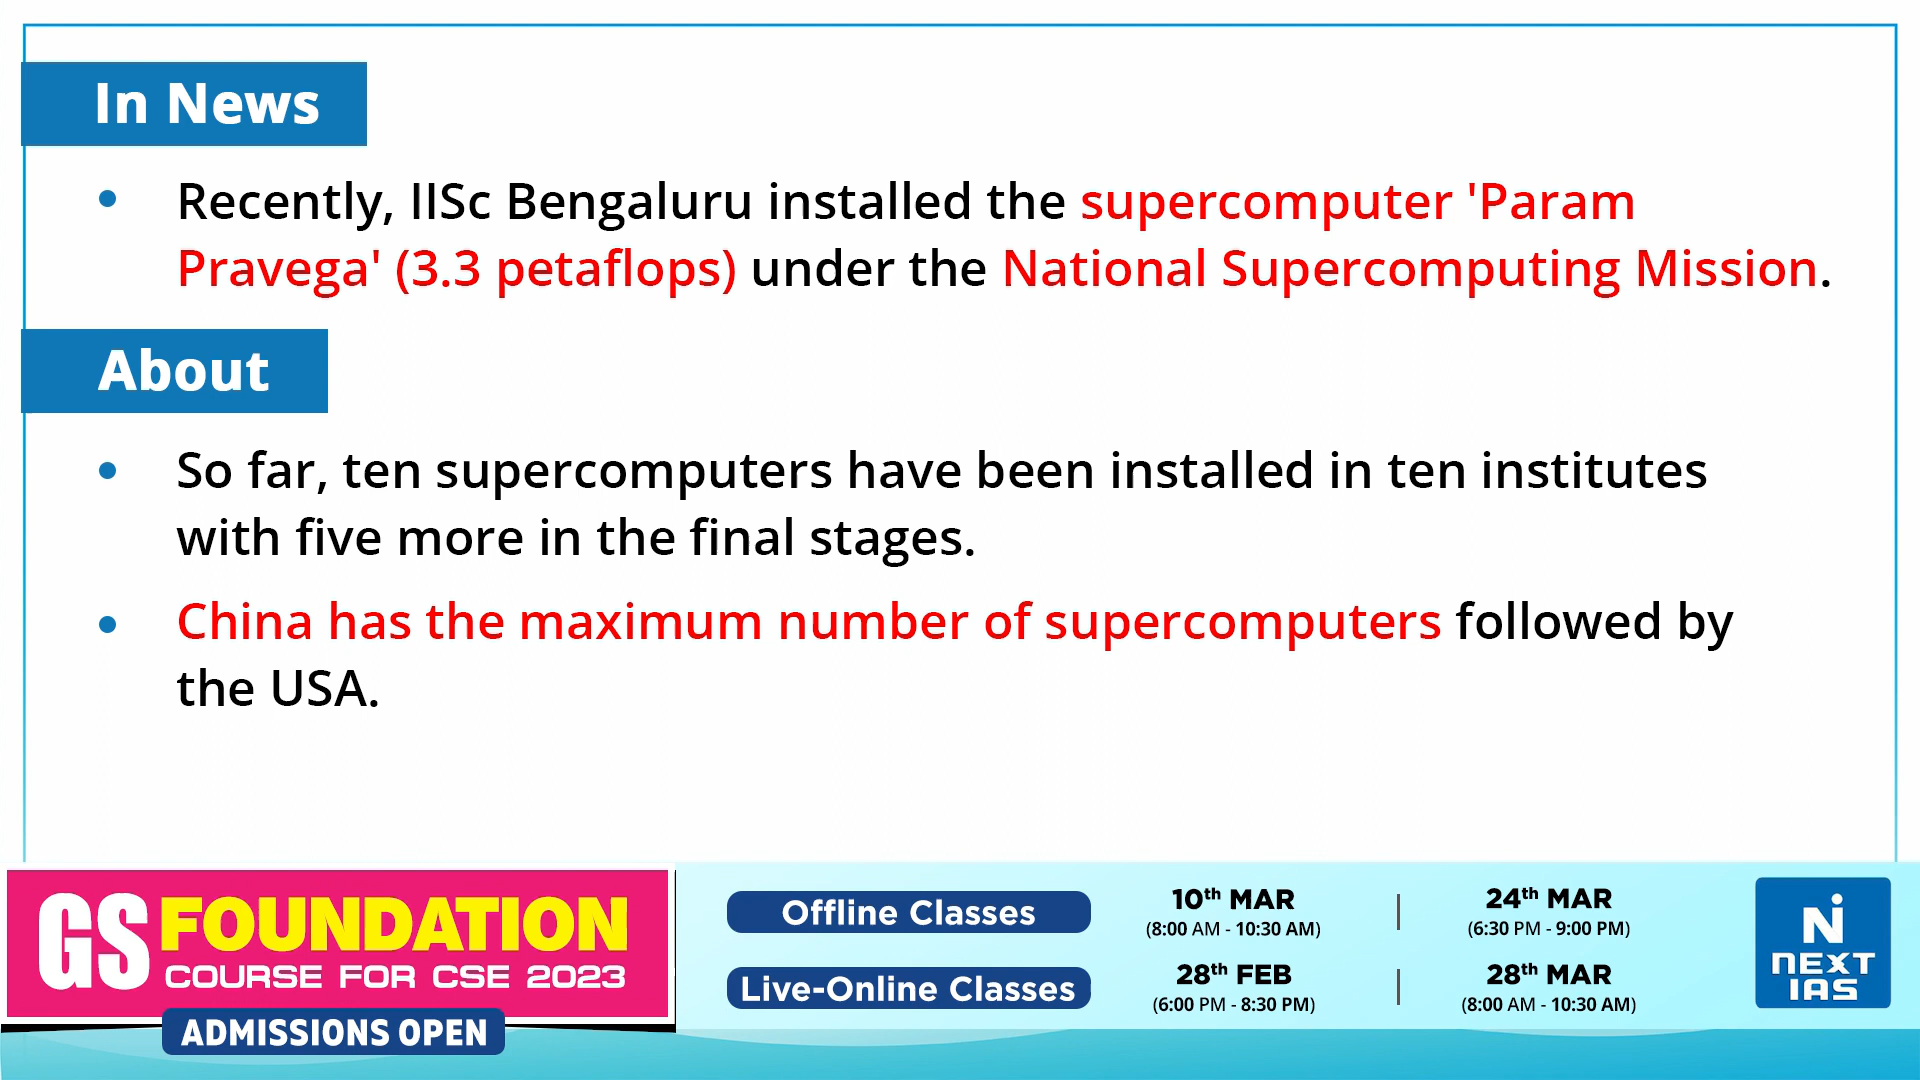 In News
• Recently, IISc Bengaluru installed the supercomputer 'Param
Pravega' (3.3 petaflops) under the National Supercomputing Mission.
About
• So far, ten supercomputers have been installed in ten institutes
with five more in the final stages.
• China has the maximum number of supercomputers followed by
the USA.
GS FOUNDATION
COURSE FOR CSE 2023
ADMISSIONS OPEN
Offline Classes
10th MAR
(8:00 AM - 10:30 AM)
24th MAR
(6:30 PM - 9:00 PM)
Live-Online Classes
28th FEB
(6:00 PM - 8:30 PM)
28th MAR
(8:00 AM - 10:30 AM)
NEXT
IAS